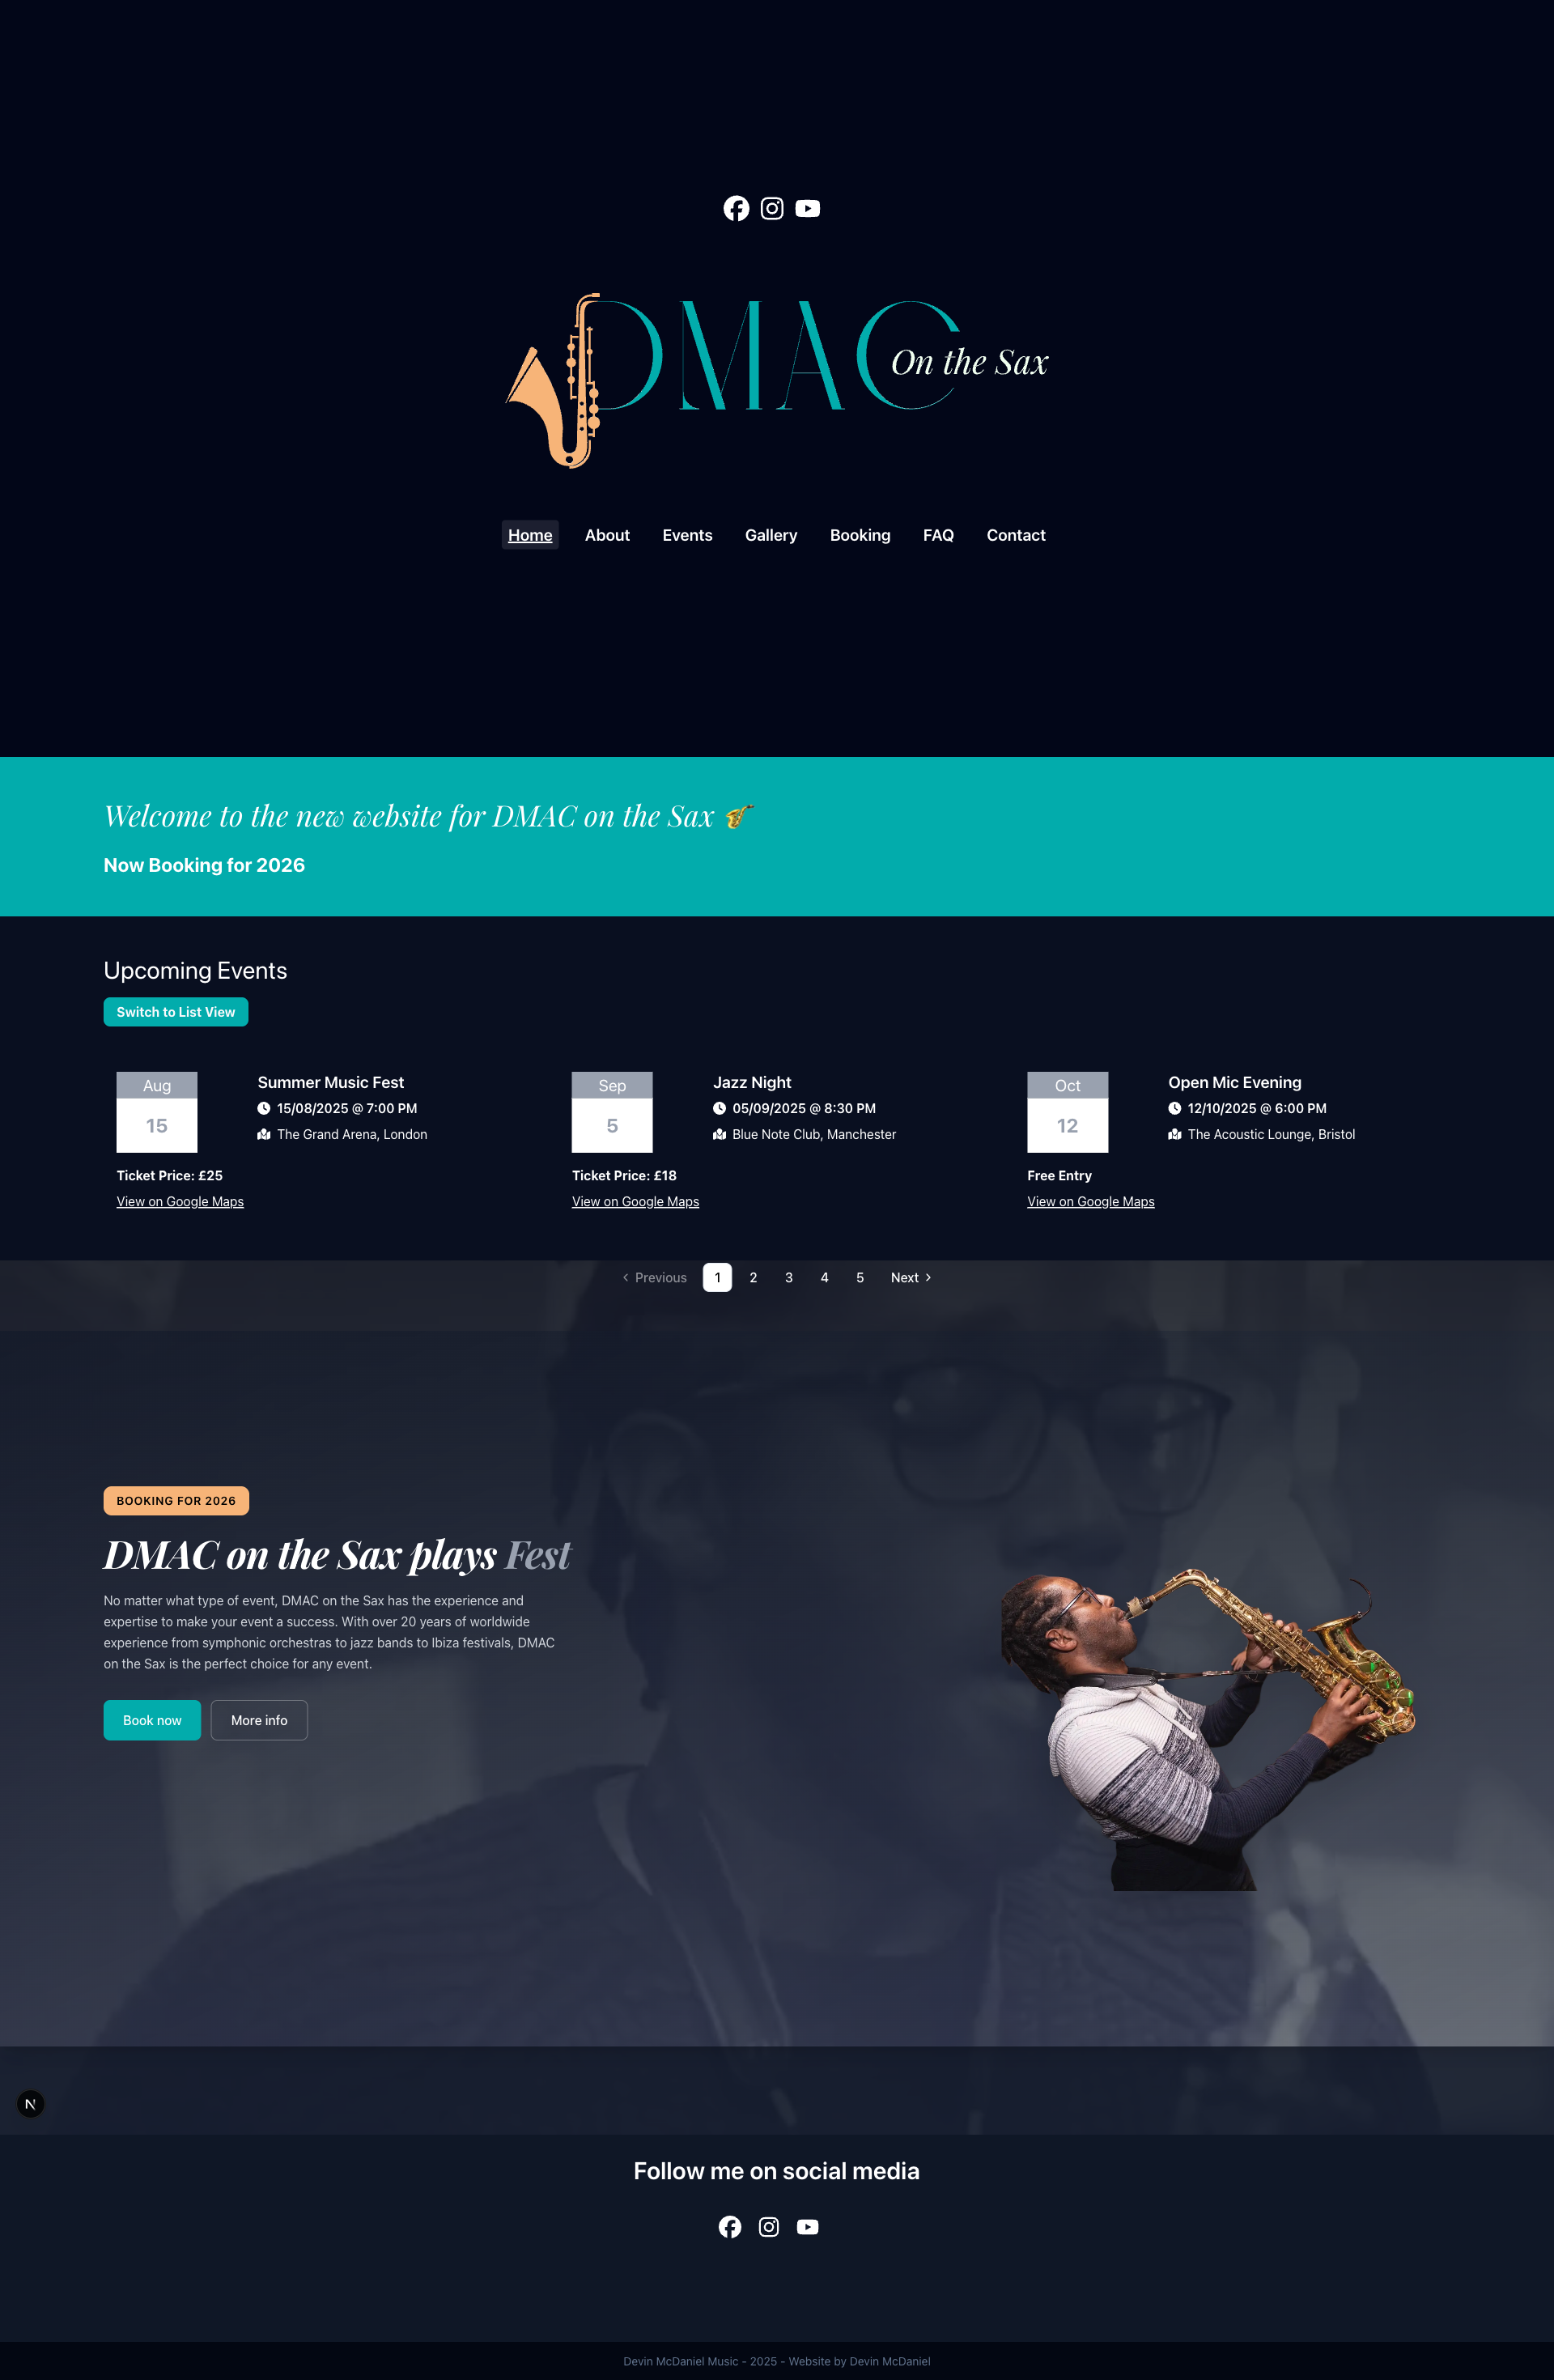 DMAC
On the Sax
Home About Events Gallery Booking FAQ Contact
Welcome to the new website for DMAC on the Sax 🎷
Now Booking for 2026
Upcoming Events
Switch to List View
Aug
15
Summer Music Fest
15/08/2025 @ 7:00 PM
The Grand Arena, London
Ticket Price: £25
View on Google Maps
Sep
5
Jazz Night
05/09/2025 @ 8:30 PM
Blue Note Club, Manchester
Ticket Price: £18
View on Google Maps
Oct
12
Open Mic Evening
12/10/2025 @ 6:00 PM
The Acoustic Lounge, Bristol
Free Entry
View on Google Maps
Previous 1 2 3 4 5 Next
BOOKING FOR 2026
DMAC on the Sax plays Fest
No matter what type of event, DMAC on the Sax has the experience and
expertise to make your event a success. With over 20 years of worldwide
experience from symphonic orchestras to jazz bands to Ibiza festivals, DMAC
on the Sax is the perfect choice for any event.
Book now
More info
N
Follow me on social media
Devin McDaniel Music - 2025 - Website by Devin McDaniel